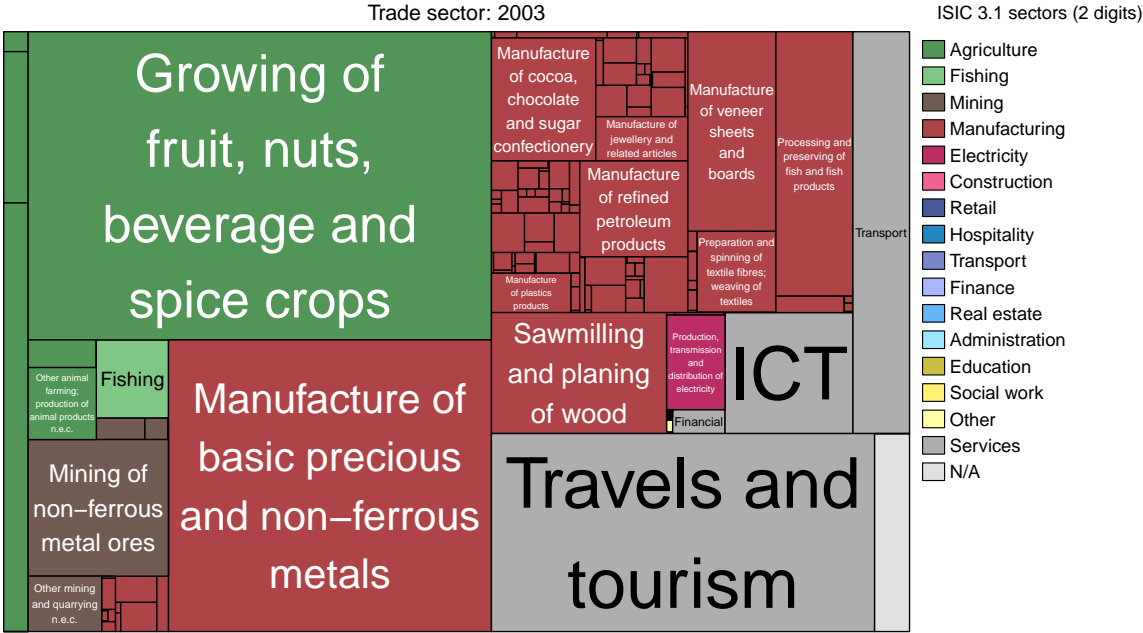 Trade sector: 2003
ISIC 3.1 sectors (2 digits)
Growing of
fruit, nuts,
beverage and
spice crops
Other animal
farming;
production of
animal products
n.e.c.
Fishing
Mining of
non−ferrous
metal ores
Other mining
and quarrying
n.e.c.
Manufacture of
basic precious
and non−ferrous
metals
Manufacture
of cocoa,
chocolate
and sugar
confectionery
Manufacture of
jewellery and
related articles
Manufacture
of refined
petroleum
products
Manufacture
of plastics
products
Manufacture
of veneer
sheets
and
boards
Preparation and
spinning of
textile fibres;
weaving of
textiles
Processing and
preserving of
fish and fish
products
Transport
Sawmilling
and planing
of wood
Production,
transmission
and
distribution of
electricity
Financial
ICT
Travels and
tourism
Agriculture
Fishing
Mining
Manufacturing
Electricity
Construction
Retail
Hospitality
Transport
Finance
Real estate
Administration
Education
Social work
Other
Services
N/A